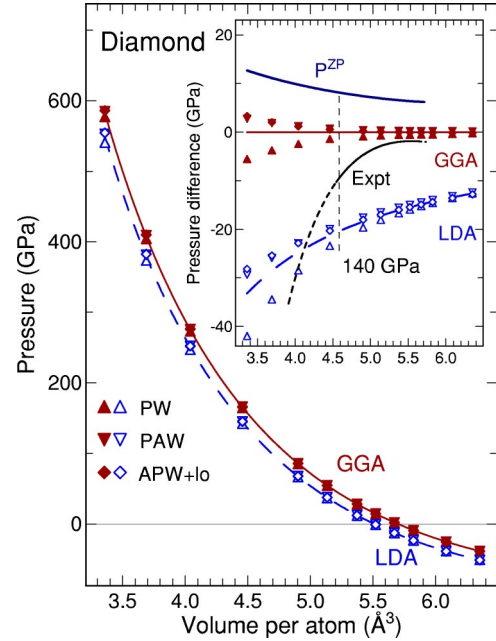 Diamond
Pressure (GPa)
600
400
200
0
3.5 4.0 4.5 5.0 5.5 6.0
Volume per atom (Å³)
PW
PAW
APW+lo
GGA
LDA
Pressure difference (GPa)
20
0
-20
-40
3.5 4.0 4.5 5.0 5.5 6.0
P^ZP
GGA
Expt
LDA
140 GPa